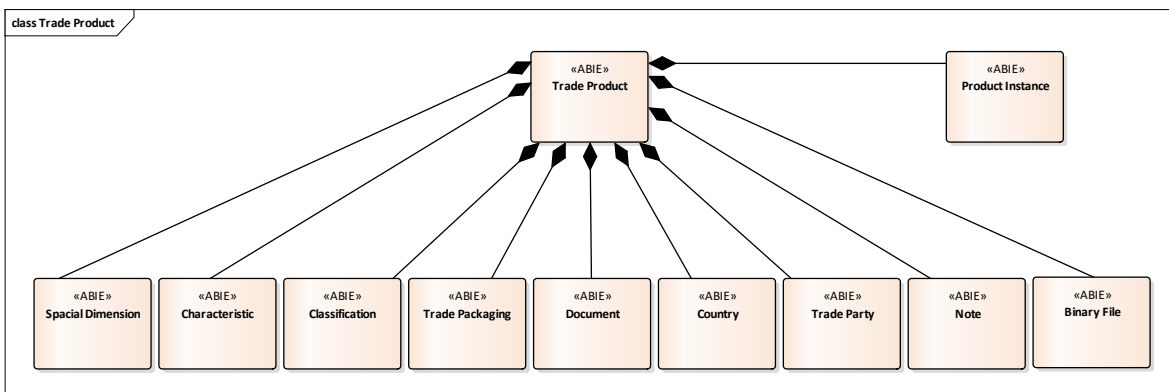 class Trade Product
«ABIE»
Trade Product
«ABIE»
Product Instance
«ABIE»
Spacial Dimension
«ABIE»
Characteristic
«ABIE»
Classification
«ABIE»
Trade Packaging
«ABIE»
Document
«ABIE»
Country
«ABIE»
Trade Party
«ABIE»
Note
«ABIE»
Binary File